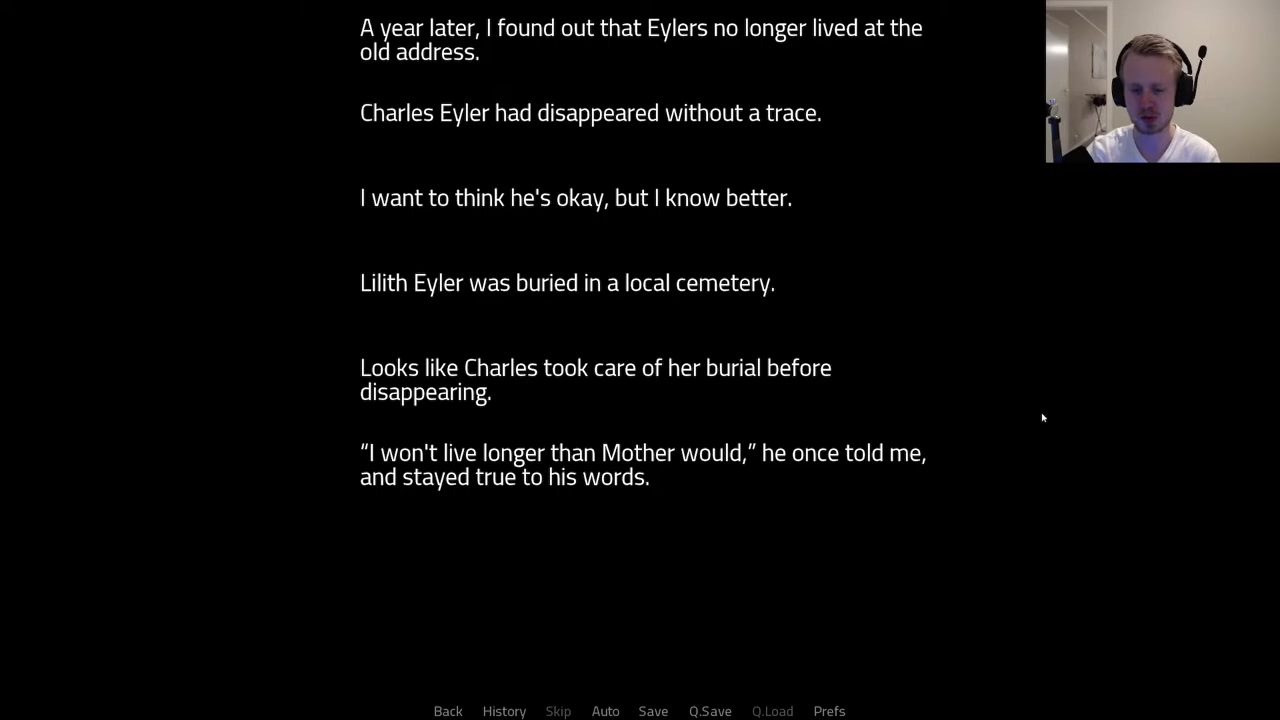 A year later, I found out that Eylers no longer lived at the
old address.
Charles Eyler had disappeared without a trace.
I want to think he's okay, but I know better.
Lilith Eyler was buried in a local cemetery.
Looks like Charles took care of her burial before
disappearing.
“I won't live longer than Mother would,” he once told me,
and stayed true to his words.
Back History Skip Auto Save Q.Save Q.Load Prefs